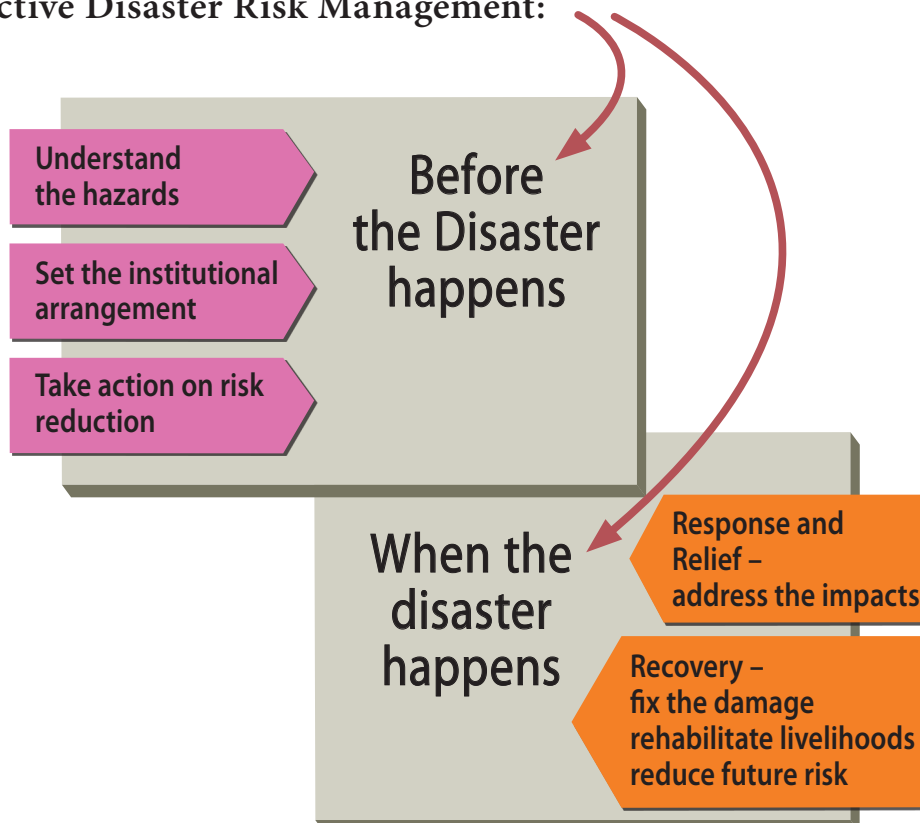 ctive Disaster Risk Management:
Before
the Disaster
happens
Understand
the hazards
Set the institutional
arrangement
Take action on risk
reduction
When the
disaster
happens
Response and
Relief –
address the impacts
Recovery –
fix the damage
rehabilitate livelihoods
reduce future risk